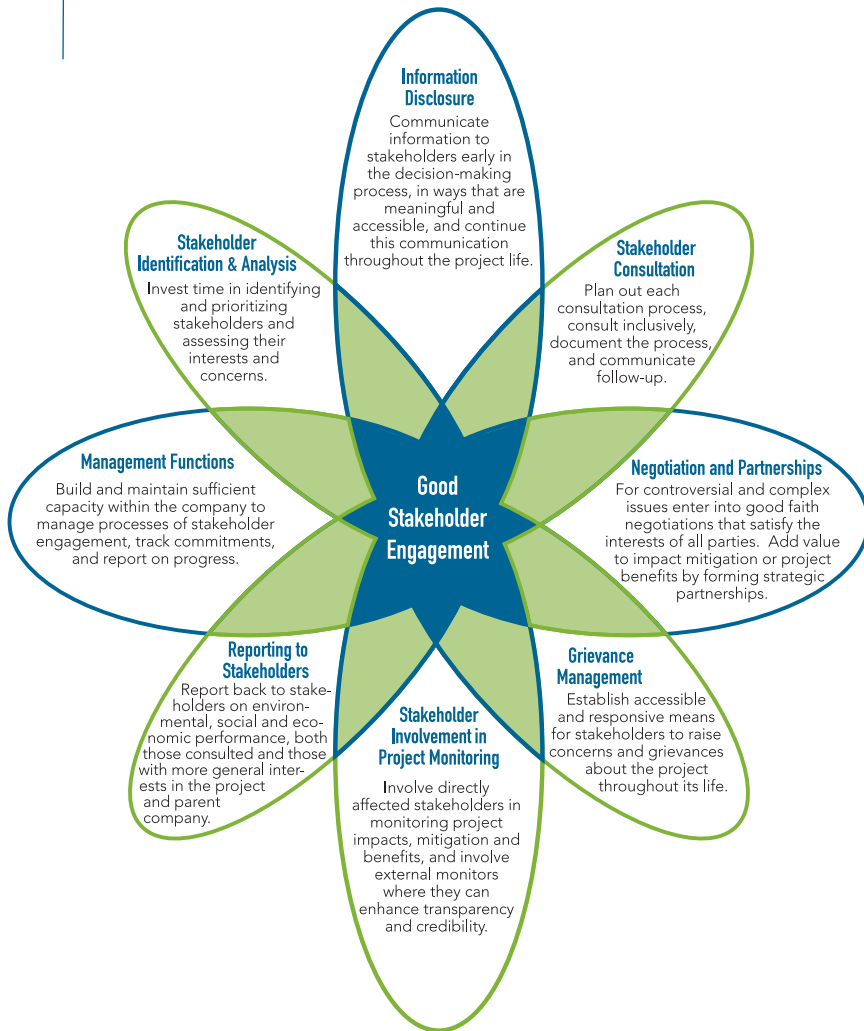 Information
Disclosure
Communicate
information to
stakeholders early in
the decision-making
process, in ways that are
meaningful and
accessible, and continue
this communication
throughout the project life.
Stakeholder
Consultation
Plan out each
consultation process,
consult inclusively,
document the process,
and communicate
follow-up.
Negotiation and Partnerships
For controversial and complex
issues enter into good faith
negotiations that satisfy the
interests of all parties.  Add value
to impact mitigation or project
benefits by forming strategic
partnerships.
Grievance
Management
Establish accessible
and responsive means
for stakeholders to raise
concerns and grievances
about the project
throughout its life.
Stakeholder
Involvement in
Project Monitoring
Involve directly
affected stakeholders in
monitoring project
impacts, mitigation and
benefits, and involve
external monitors
where they can
enhance transparency
and credibility.
Reporting to
Stakeholders
Report back to stake-
holders on environ-
mental, social and eco-
nomic performance, both
those consulted and those
with more general inter-
ests in the project
and parent
company.
Management Functions
Build and maintain sufficient
capacity within the company to
manage processes of stakeholder
engagement, track commitments,
and report on progress.
Stakeholder
Identification & Analysis
Invest time in identifying
and prioritizing
stakeholders and
assessing their
interests and
concerns.
Good
Stakeholder
Engagement